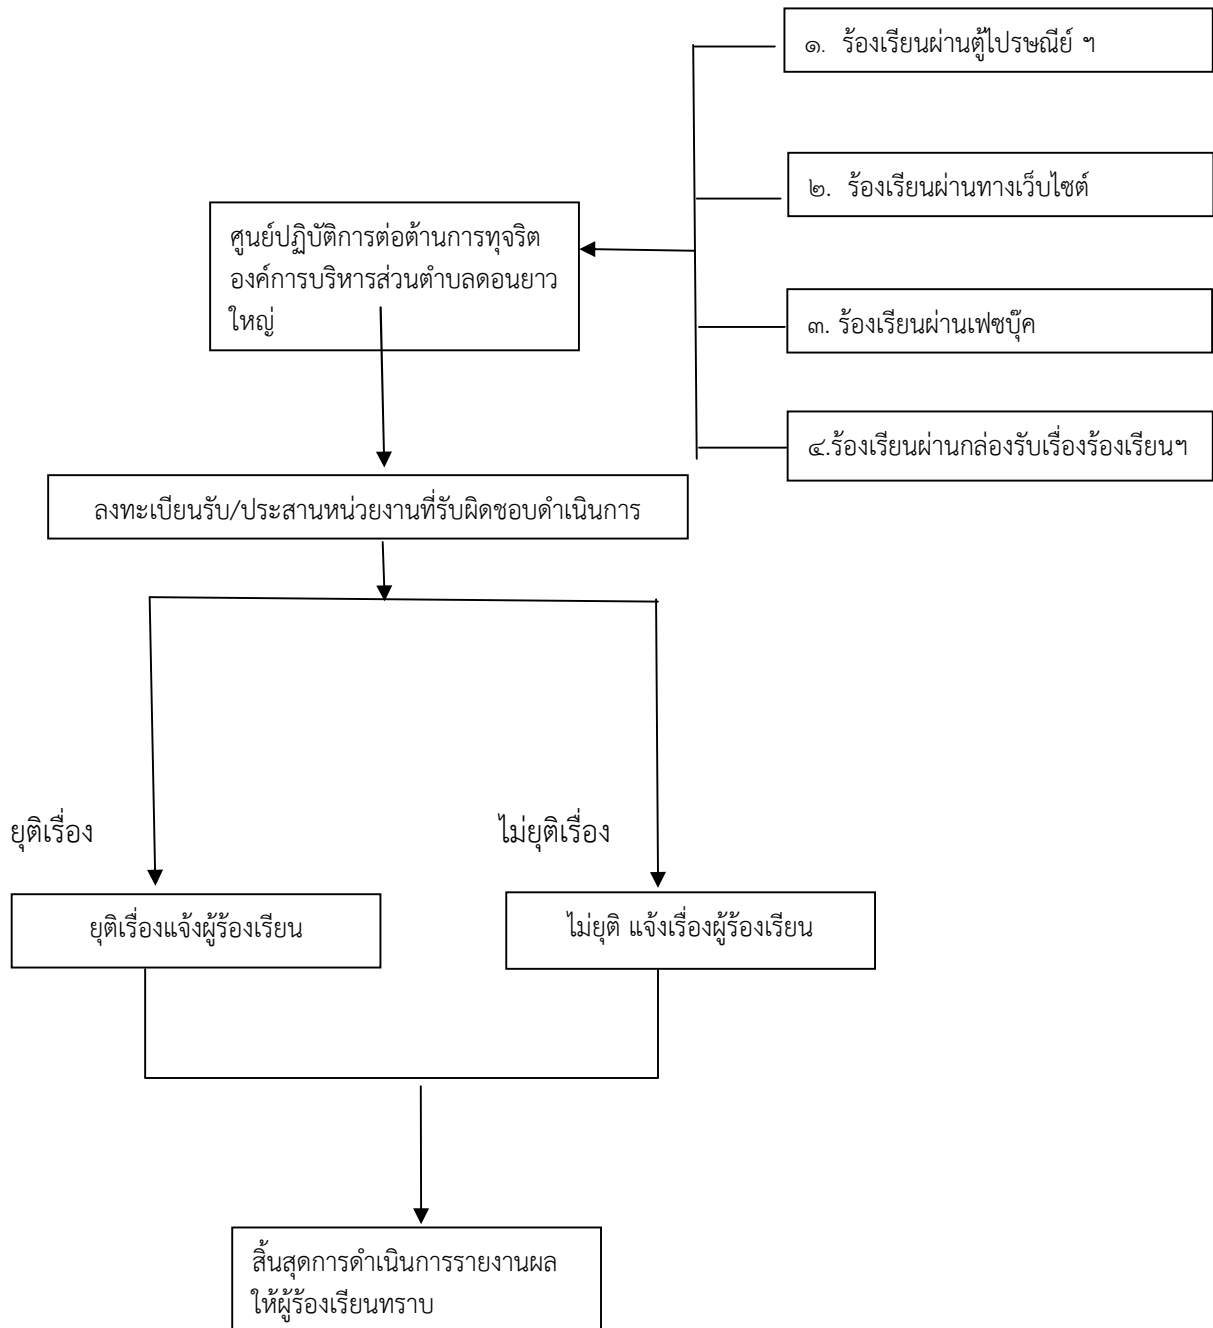 ๑. ร้องเรียนผ่านตู้ไปรษณีย์ ฯ
๒. ร้องเรียนผ่านทางเว็บไซต์
ศูนย์ปฏิบัติการต่อต้านการทุจริต
องค์การบริหารส่วนตำบลดอนยาว
ใหญ่
๓. ร้องเรียนผ่านเฟซบุ๊ค
๔.ร้องเรียนผ่านกล่องรับเรื่องร้องเรียนฯ
ลงทะเบียนรับ/ประสานหน่วยงานที่รับผิดชอบดำเนินการ
ยุติเรื่อง
ไม่ยุติเรื่อง
ยุติเรื่องแจ้งผู้ร้องเรียน
ไม่ยุติ แจ้งเรื่องผู้ร้องเรียน
สิ้นสุดการดำเนินการรายงานผล
ให้ผู้ร้องเรียนทราบ